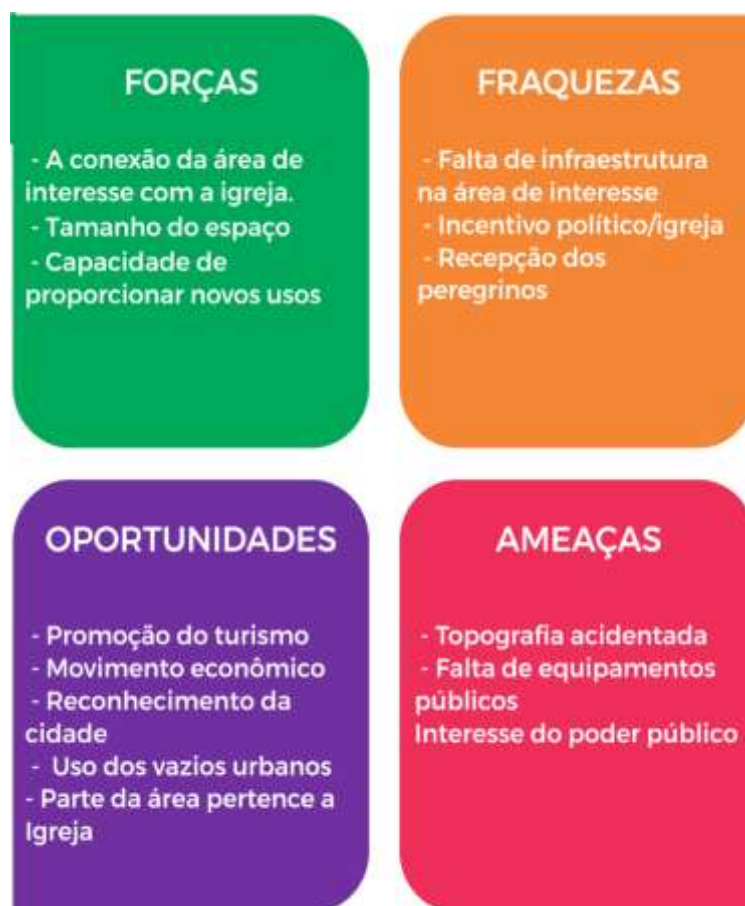 FORÇAS
- A conexão da área de
interesse com a igreja.
- Tamanho do espaço
- Capacidade de
proporcionar novos usos
FRAQUEZAS
- Falta de infraestrutura
na área de interesse
- Incentivo político/igreja
- Recepção dos
peregrinos
OPORTUNIDADES
- Promoção do turismo
- Movimento econômico
- Reconhecimento da
cidade
- Uso dos vazios urbanos
- Parte da área pertence a
Igreja
AMEAÇAS
- Topografia acidentada
- Falta de equipamentos
públicos
Interesse do poder público